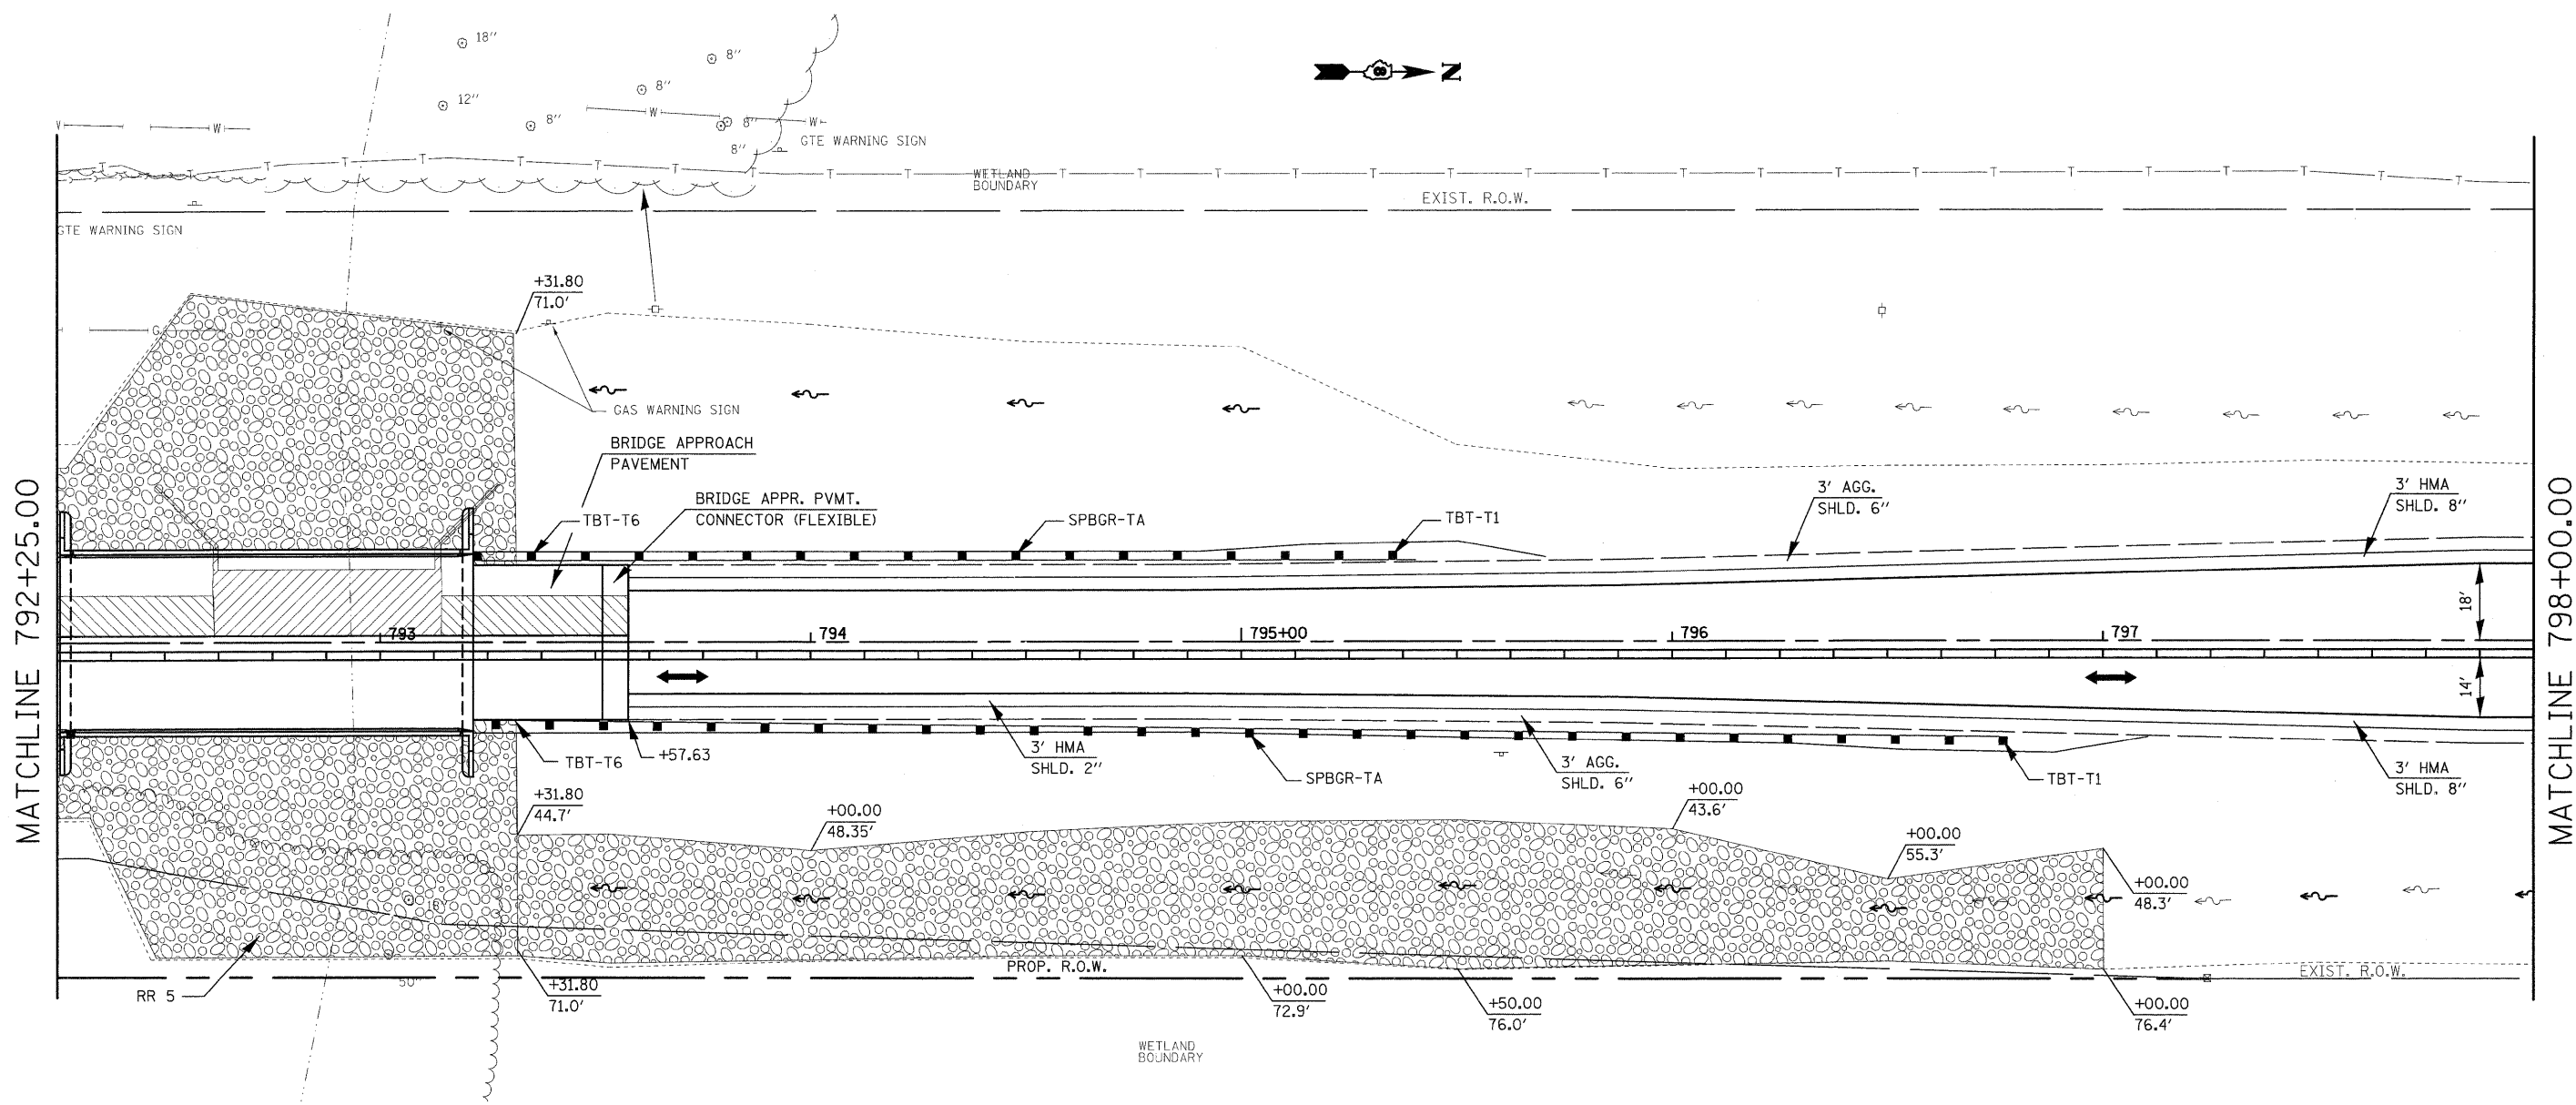 18"
8"
8"
12"
8"
8"
8"
W
W
W
GTE WARNING SIGN
N
T T T T T T T T T T T T T T T T T T T T T T T T T T T T T T T
WETLAND
BOUNDARY
EXIST. R.O.W.
GTE WARNING SIGN
+31.80
71.0'
G
GAS WARNING SIGN
BRIDGE APPROACH
PAVEMENT
BRIDGE APPR. PVMT.
CONNECTOR (FLEXIBLE)
TBT-T6
SPBGR-TA
TBT-T1
3' AGG.
SHLD. 6"
3' HMA
SHLD. 8"
MATCHLINE 792+25.00
MATCHLINE 798+00.00
793
794
795+00
796
797
18'
14'
TBT-T6
+57.63
3' HMA
SHLD. 2"
SPBGR-TA
3' AGG.
SHLD. 6"
TBT-T1
3' HMA
SHLD. 8"
+31.80
44.7'
+00.00
48.35'
+00.00
43.6'
+00.00
55.3'
+00.00
48.3'
RR 5
50"
+31.80
71.0'
PROP. R.O.W.
+00.00
72.9'
+50.00
76.0'
+00.00
76.4'
EXIST. R.O.W.
WETLAND
BOUNDARY